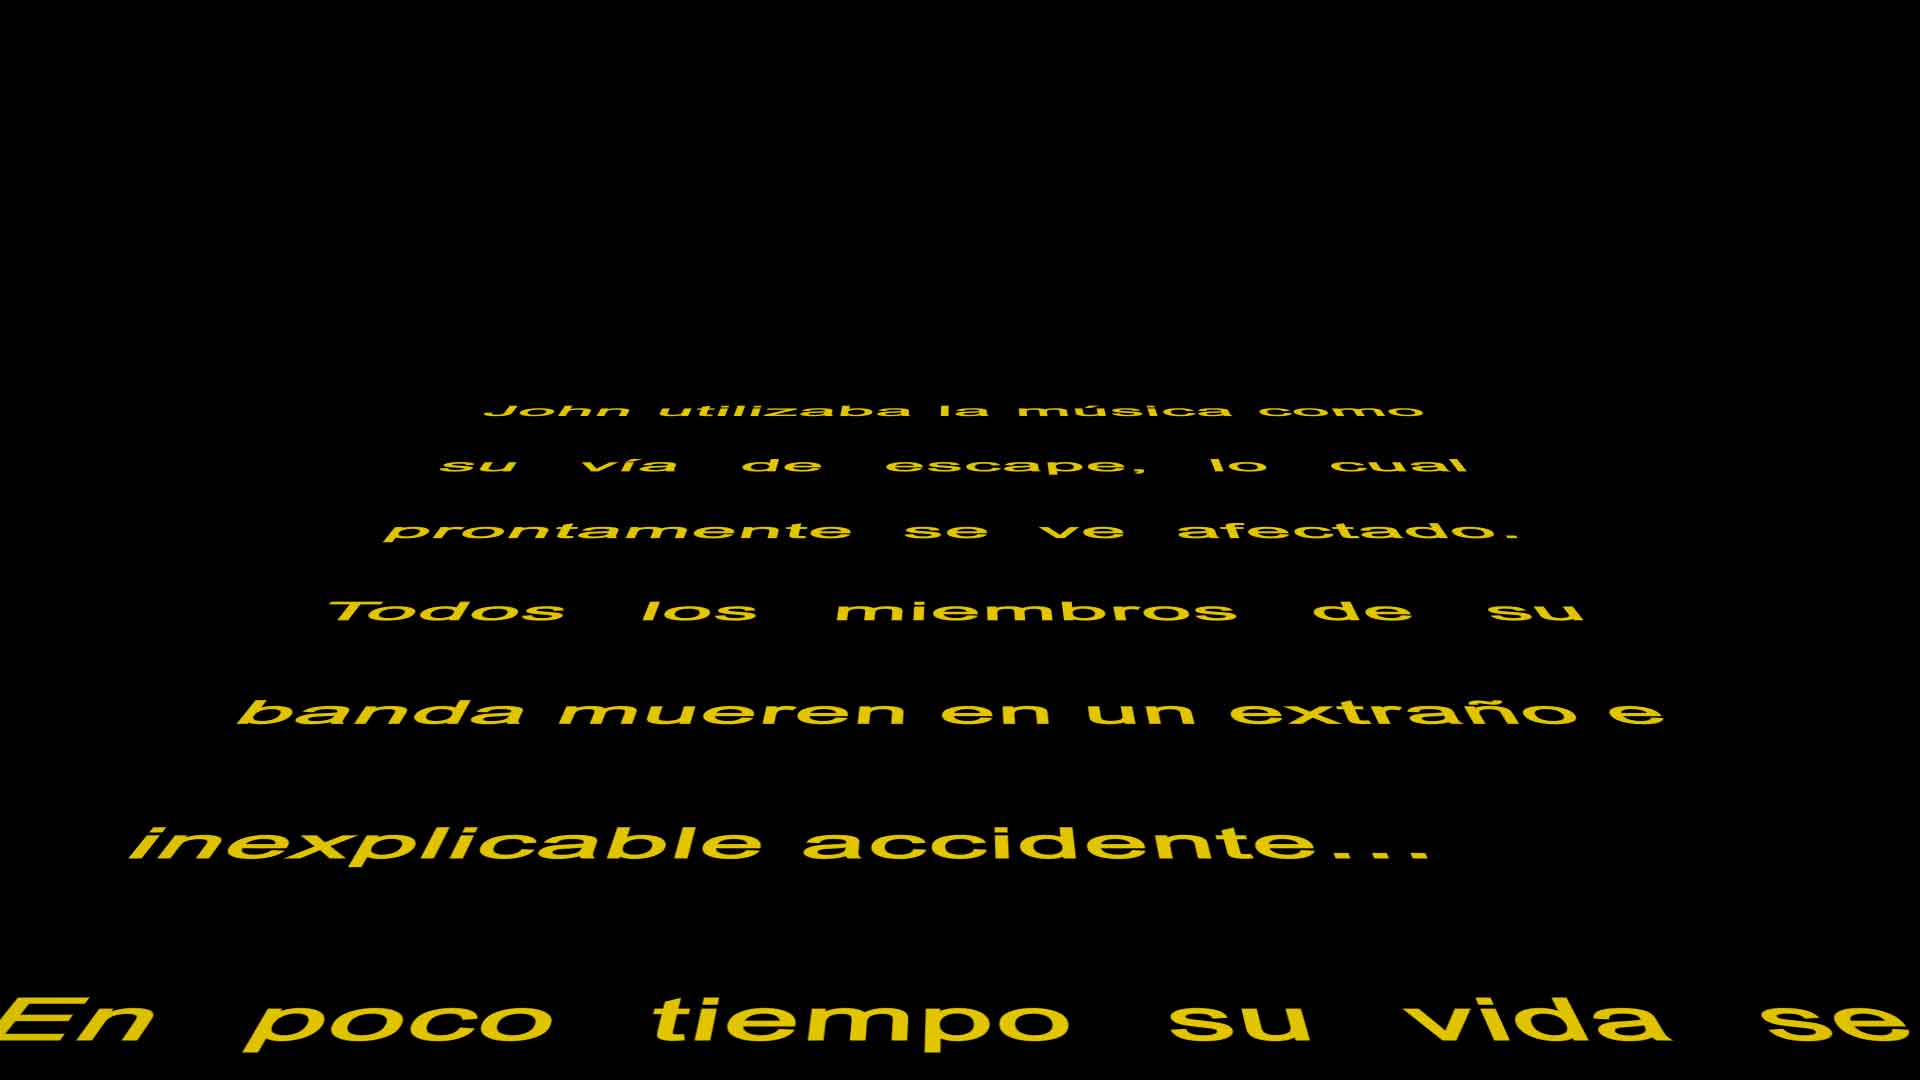 John utilizaba la música como
su vía de escape, lo cual
prontamente se ve afectado.
Todos los miembros de su
banda mueren en un extraño e
inexplicable accidente...
En poco tiempo su vida se